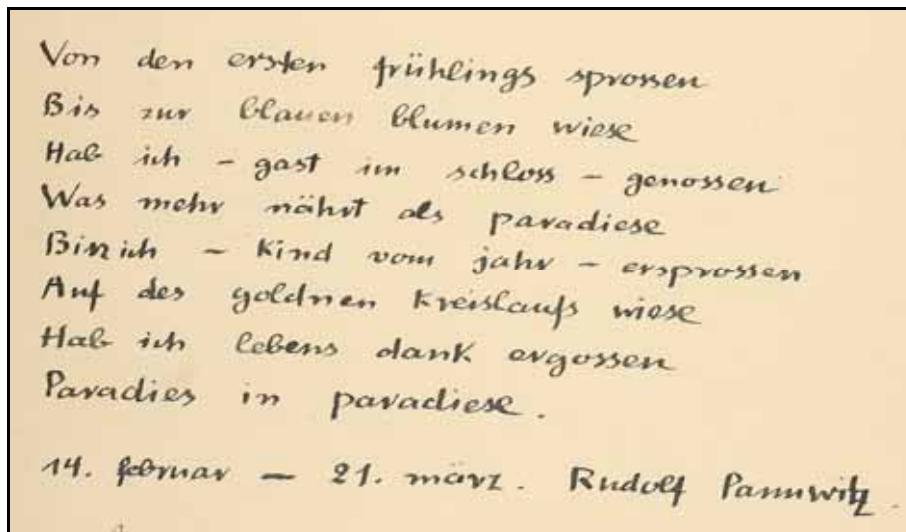 Von den ersten frühlings sprossen
Bis zur blauen blumen wiese
Hab ich – gast im schloss – genossen
Was mehr nährt als paradiese
Bin ich – kind vom jahr – ersprossen
Auf des goldnen kreislaufs wiese
Hab ich lebens dank ergossen
Paradies in paradiese.
14. februar – 21. märz. Rudolf Pannwitz.